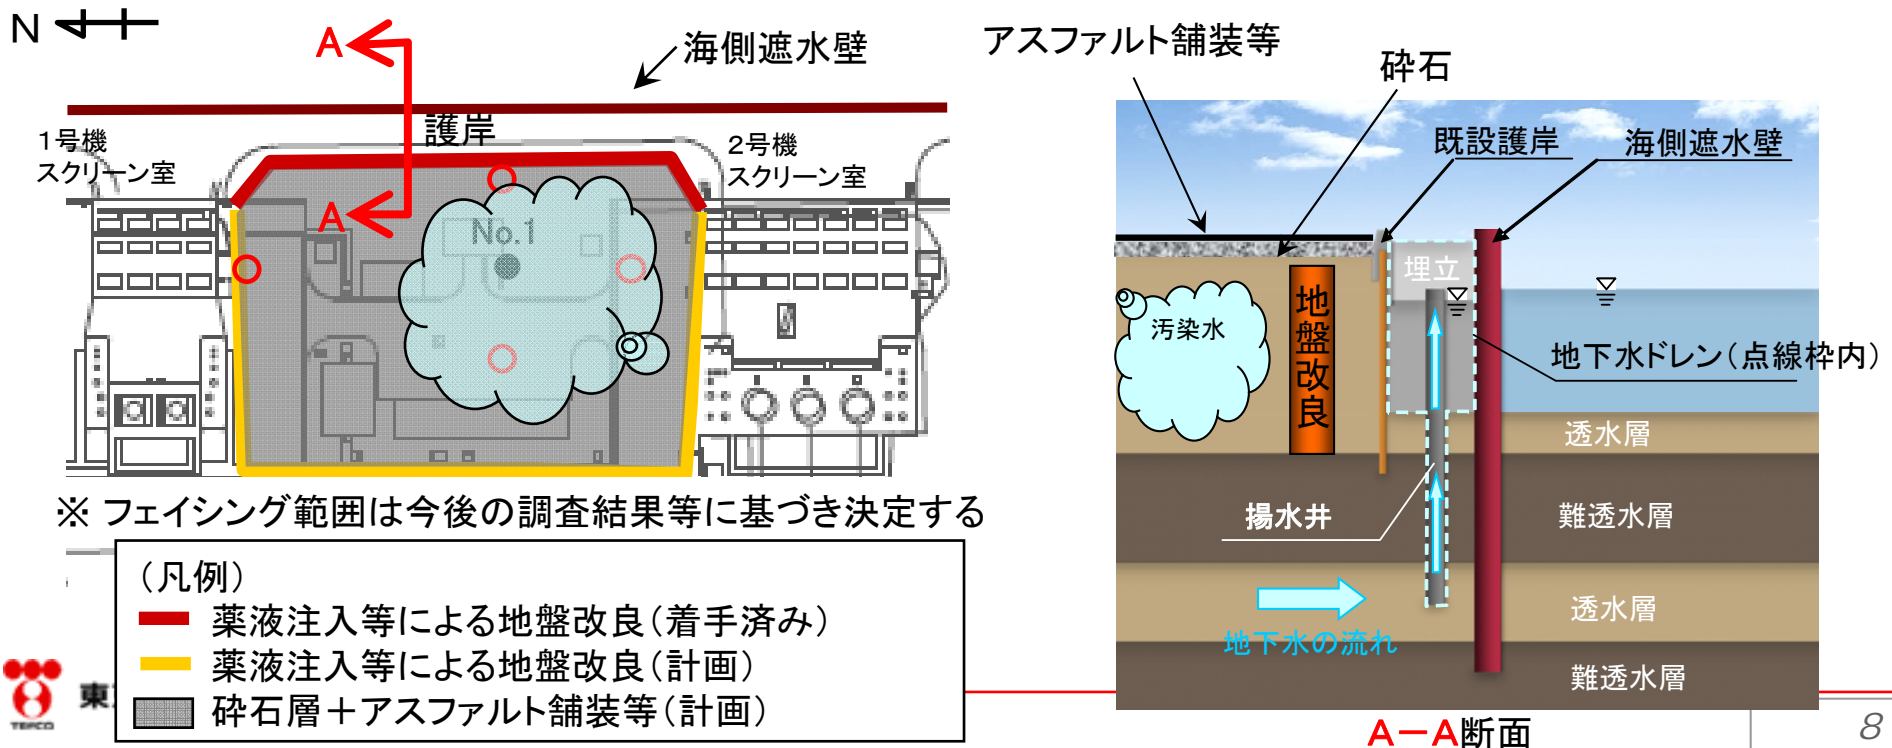 N
A
海側遮水壁
護岸
1号機
スクリーン室
2号機
スクリーン室
A
No.1
※ フェイシング範囲は今後の調査結果等に基づき決定する
(凡例)
薬液注入等による地盤改良(着手済み)
薬液注入等による地盤改良(計画)
砕石層+アスファルト舗装等(計画)
TEPCO
東
アスファルト舗装等
砕石
既設護岸
海側遮水壁
埋立
汚染水
地盤改良
地下水ドレン(点線枠内)
透水層
揚水井
難透水層
透水層
地下水の流れ
難透水層
A-A断面
8